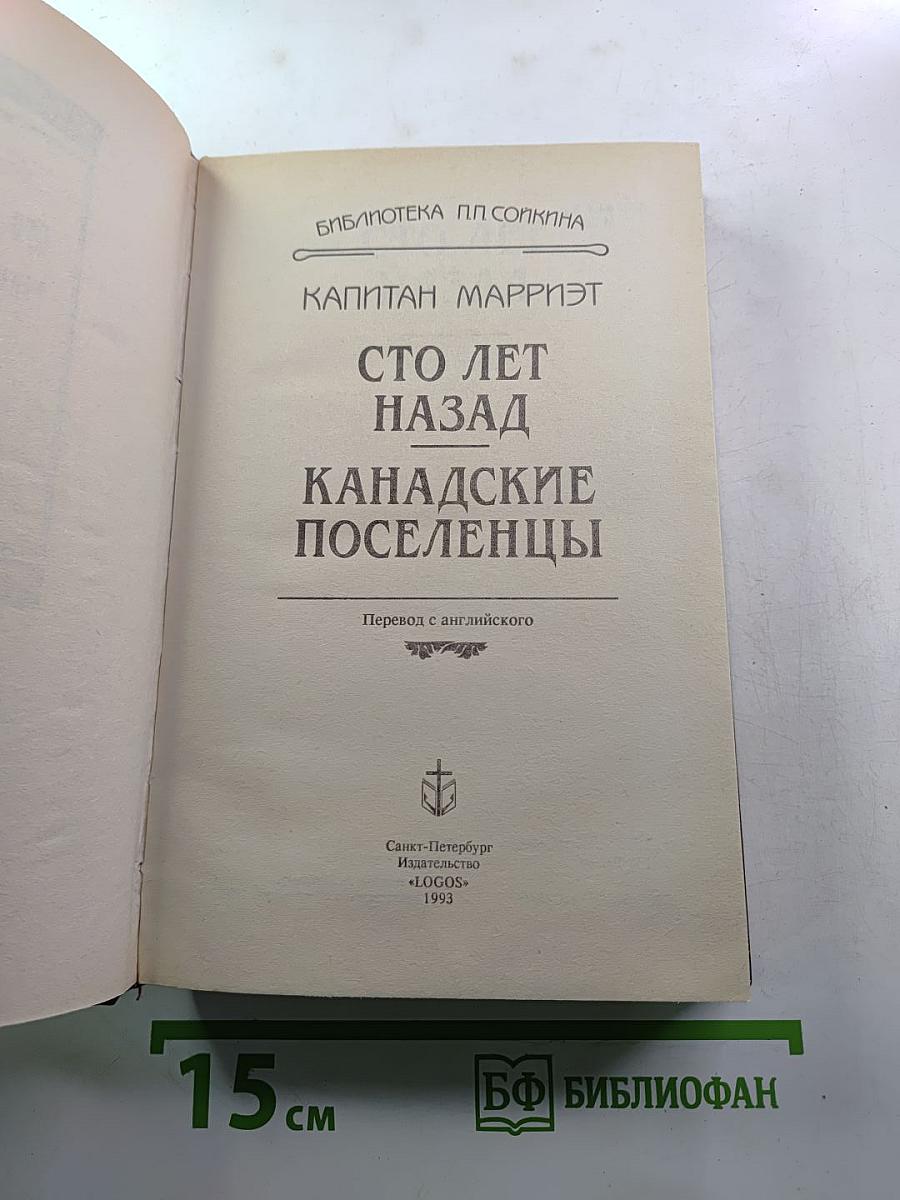 БИБЛИОТЕКА П.П.СОЙКИНА
КАПИТАН МАРРИЭТ
СТО ЛЕТ
НАЗАД
КАНАДСКИЕ
ПОСЕЛЕНЦЫ
Перевод с английского
Санкт-Петербург
Издательство
«LOGOS»
1993
15 см
БФ БИБЛИОФАН